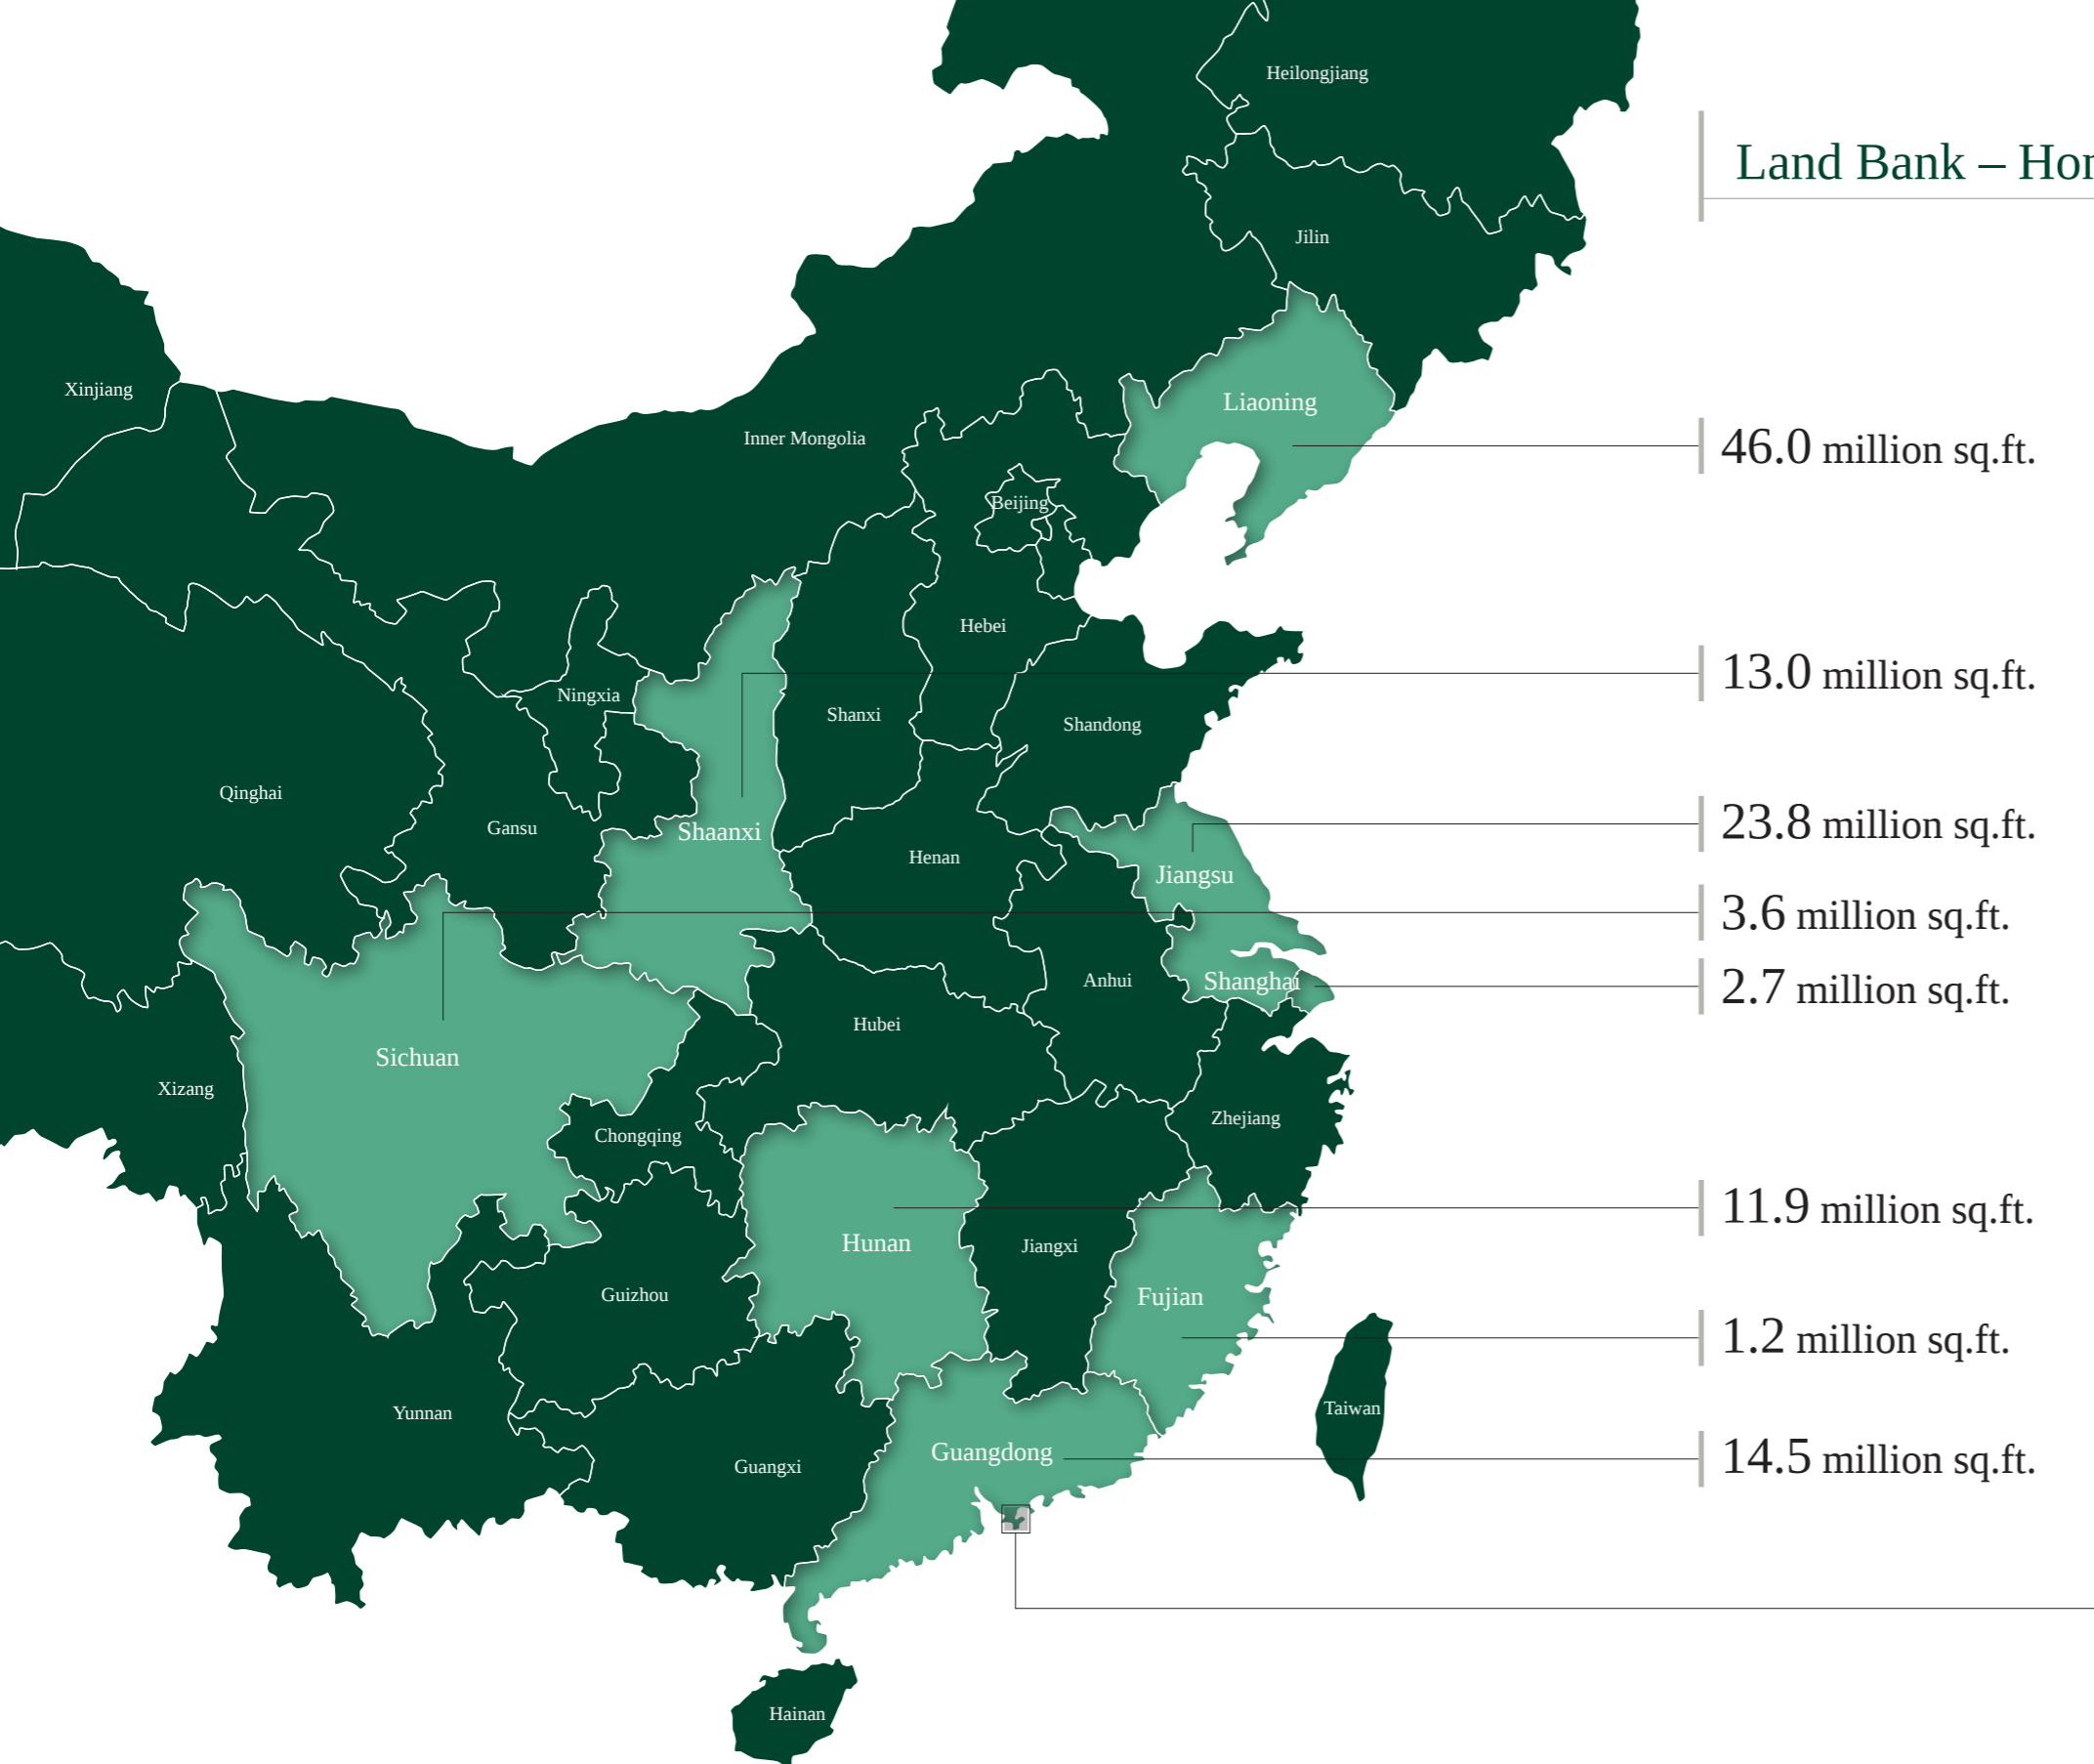 Heilongjiang
Land Bank – Hon
Jilin
Xinjiang
Liaoning
Inner Mongolia
46.0 million sq.ft.
Beijing
Hebei
13.0 million sq.ft.
Ningxia
Shanxi
Shandong
Qinghai
Gansu
Shaanxi
23.8 million sq.ft.
Henan
Jiangsu
3.6 million sq.ft.
Anhui
Shanghai
2.7 million sq.ft.
Hubei
Sichuan
Xizang
Zhejiang
Chongqing
11.9 million sq.ft.
Hunan
Jiangxi
Guizhou
Fujian
1.2 million sq.ft.
Taiwan
Yunnan
Guangdong
14.5 million sq.ft.
Guangxi
Hainan